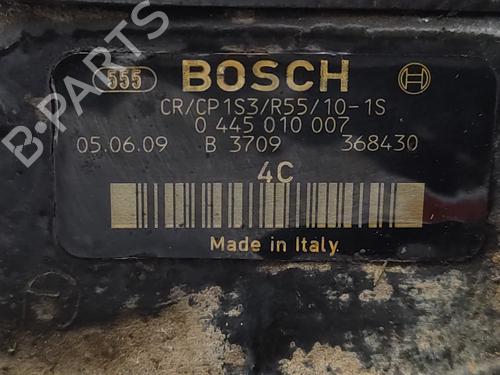 555 BOSCH
CR/CP1S3/R55/10-1S
0 445 010 007
05.06.09 B 3709 368430
4C
Made in Italy
B-PARTS